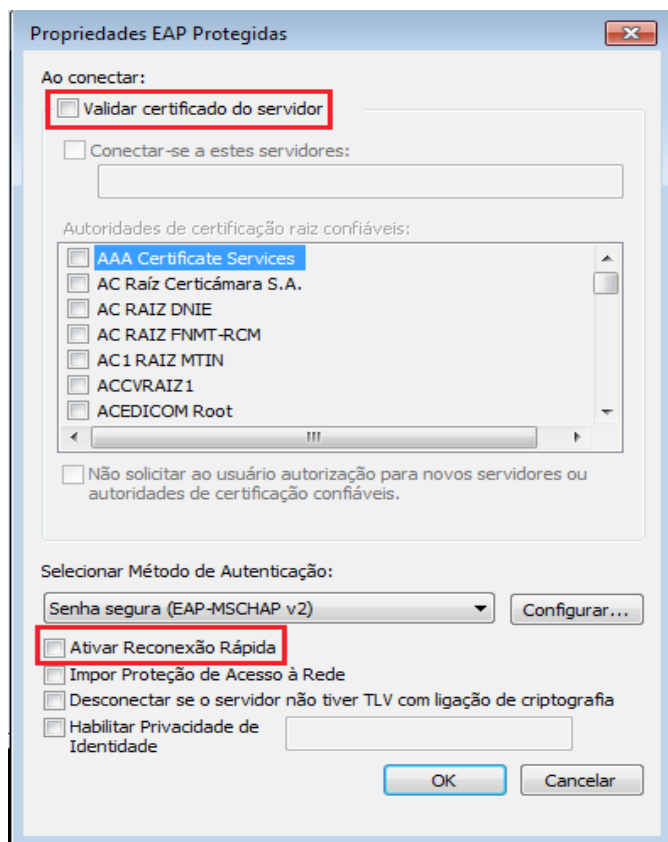 Propriedades EAP Protegidas
Ao conectar:
Validar certificado do servidor
Conectar-se a estes servidores:
Autoridades de certificação raiz confiáveis:
AAA Certificate Services
AC Raíz Certicámara S.A.
AC RAIZ DNIE
AC RAIZ FNMT-RCM
AC1 RAIZ MTIN
ACCVRAIZ1
ACEDICOM Root
Não solicitar ao usuário autorização para novos servidores ou
autoridades de certificação confiáveis.
Selecionar Método de Autenticação:
Senha segura (EAP-MSCHAP v2)
Configurar...
Ativar Reconexão Rápida
Impor Proteção de Acesso à Rede
Desconectar se o servidor não tiver TLV com ligação de criptografia
Habilitar Privacidade de
Identidade
OK
Cancelar